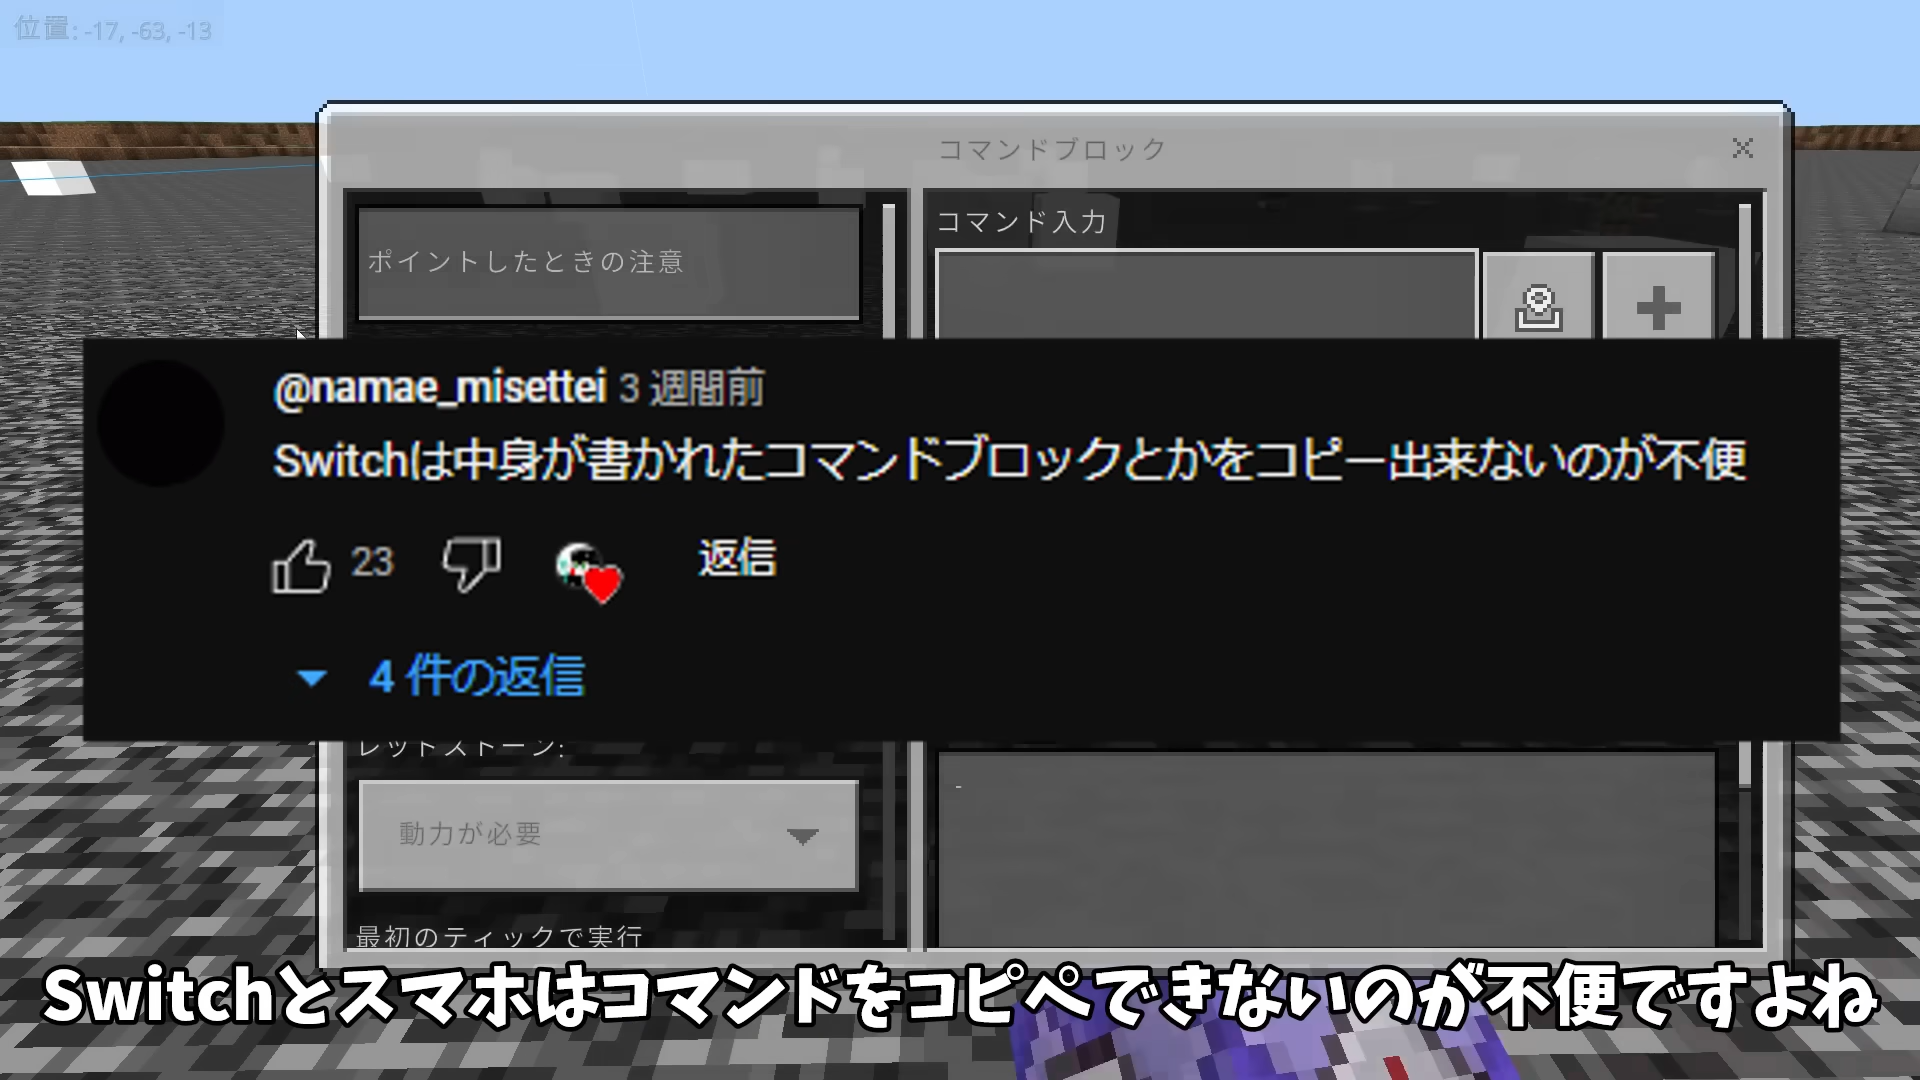 位置: -17, -63, -13
コマンドブロック
ポイントしたときの注意
コマンド入力
@namae_misettei 3 週間前
Switchは中身が書かれたコマンドブロックとかをコピー出来ないのが不便
23
返信
4 件の返信
レッドストーン:
動力が必要
-
最初のティックで実行
Switchとスマホはコマンドをコピペできないのが不便ですよね